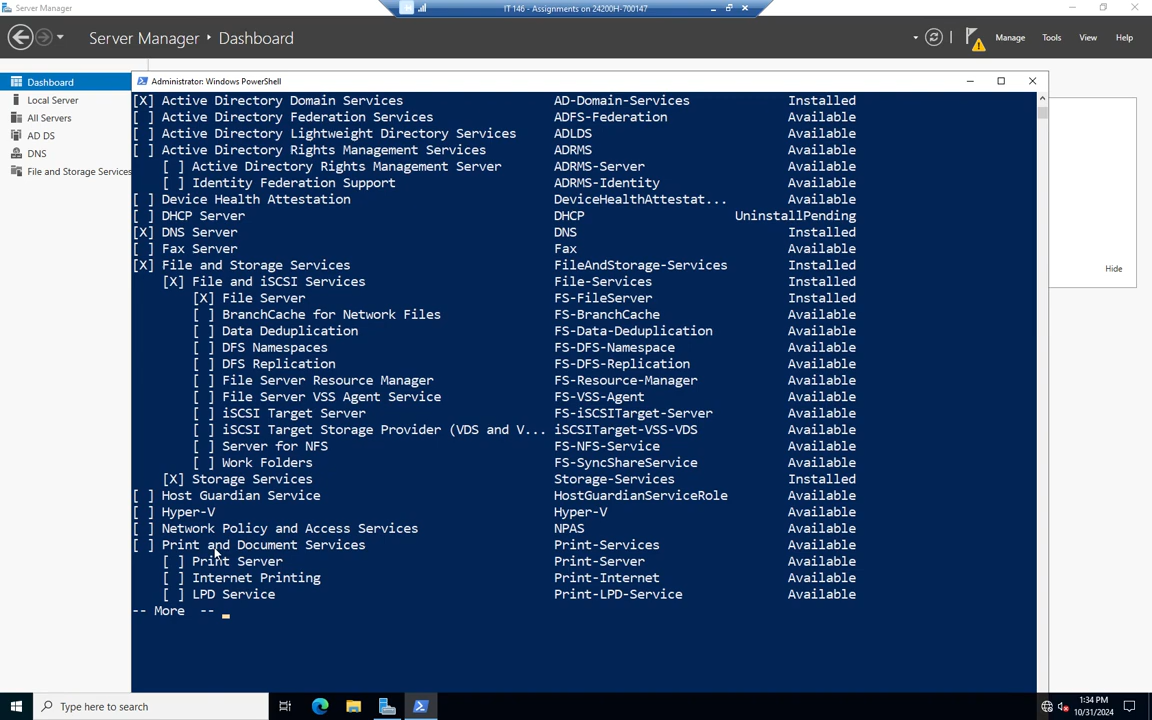 Server Manager
IT 146 - Assignments on 24200H-700147
Server Manager • Dashboard
Manage Tools View Help
Dashboard
Local Server
All Servers
AD DS
DNS
File and Storage Services
Administrator: Windows PowerShell
[X] Active Directory Domain Services AD-Domain-Services Installed
[ ] Active Directory Federation Services ADFS-Federation Available
[ ] Active Directory Lightweight Directory Services ADLDS Available
[ ] Active Directory Rights Management Services ADRMS Available
[ ] Active Directory Rights Management Server ADRMS-Server Available
[ ] Identity Federation Support ADRMS-Identity Available
[ ] Device Health Attestation DeviceHealthAttestat... Available
[ ] DHCP Server DHCP UninstallPending
[X] DNS Server DNS Installed
[ ] Fax Server Fax Available
[X] File and Storage Services FileAndStorage-Services Installed
[X] File and iSCSI Services File-Services Installed
[X] File Server FS-FileServer Installed
[ ] BranchCache for Network Files FS-BranchCache Available
[ ] Data Deduplication FS-Data-Deduplication Available
[ ] DFS Namespaces FS-DFS-Namespace Available
[ ] DFS Replication FS-DFS-Replication Available
[ ] File Server Resource Manager FS-Resource-Manager Available
[ ] File Server VSS Agent Service FS-VSS-Agent Available
[ ] iSCSI Target Server FS-iSCSITarget-Server Available
[ ] iSCSI Target Storage Provider (VDS and V... iSCSITarget-VSS-VDS Available
[ ] Server for NFS FS-NFS-Service Available
[ ] Work Folders FS-SyncShareService Available
[X] Storage Services Storage-Services Installed
[ ] Host Guardian Service HostGuardianServiceRole Available
[ ] Hyper-V Hyper-V Available
[ ] Network Policy and Access Services NPAS Available
[ ] Print and Document Services Print-Services Available
[ ] Print Server Print-Server Available
[ ] Internet Printing Print-Internet Available
[ ] LPD Service Print-LPD-Service Available
-- More --
Hide
Type here to search
1:34 PM
10/31/2024